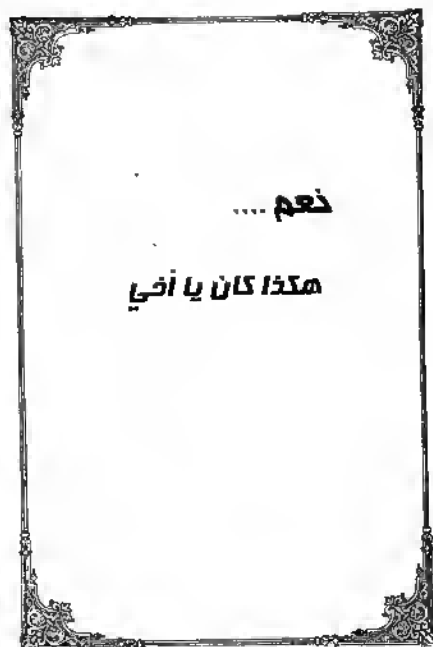 نعم ....
هكذا كان يا أخي